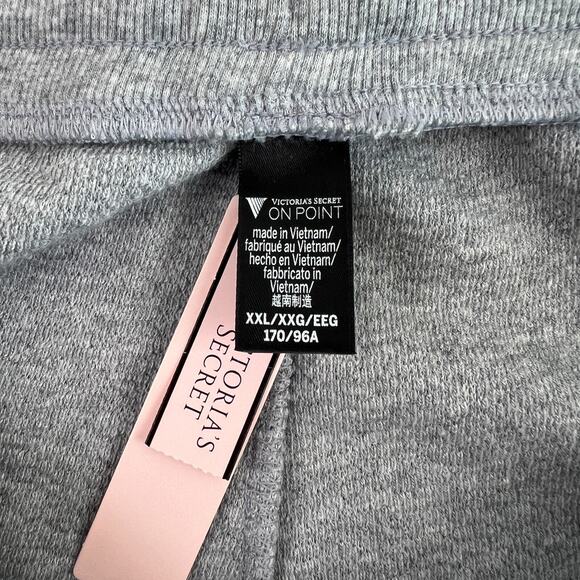 VICTORIA'S SECRET
ON POINT
made in Vietnam/
fabriqué au Vietnam/
hecho en Vietnam/
fabbricato in
Vietnam/
越南制造
XXL/XXG/EEG
170/96A
VICTORIA'S
SECRET